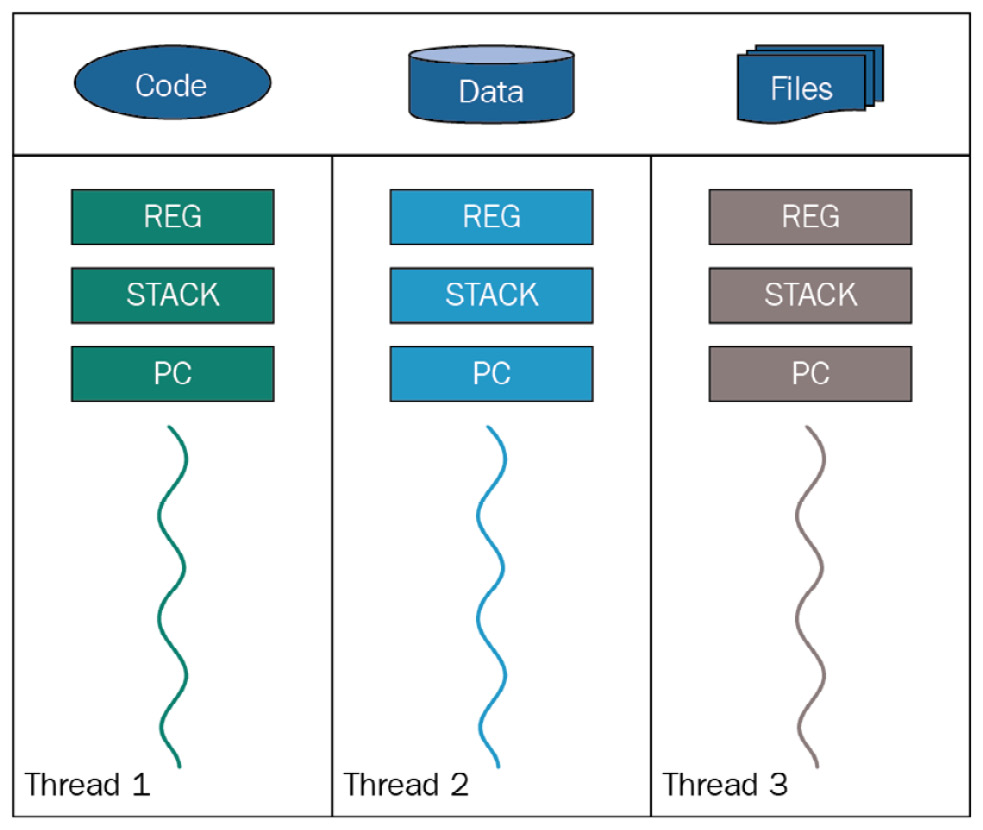 Code
Data
Files
REG
REG
REG
STACK
STACK
STACK
PC
PC
PC
Thread 1
Thread 2
Thread 3